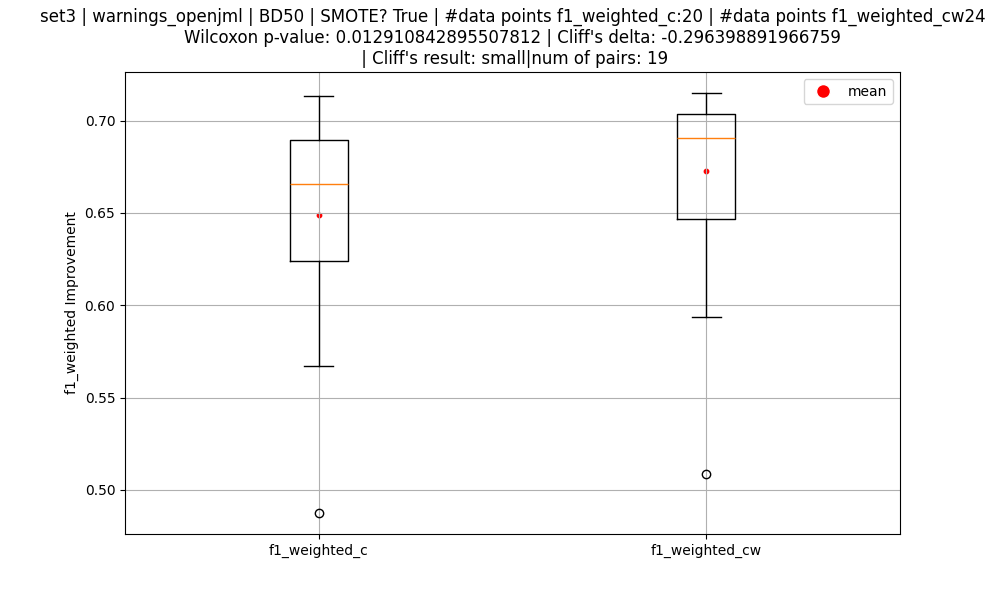 set3 | warnings_openjml | BD50 | SMOTE? True | #data points f1_weighted_c:20 | #data points f1_weighted_cw24
Wilcoxon p-value: 0.012910842895507812 | Cliff's delta: -0.296398891966759
| Cliff's result: small|num of pairs: 19
mean
0.70
0.65
0.60
0.55
0.50
f1_weighted Improvement
f1_weighted_c
f1_weighted_cw